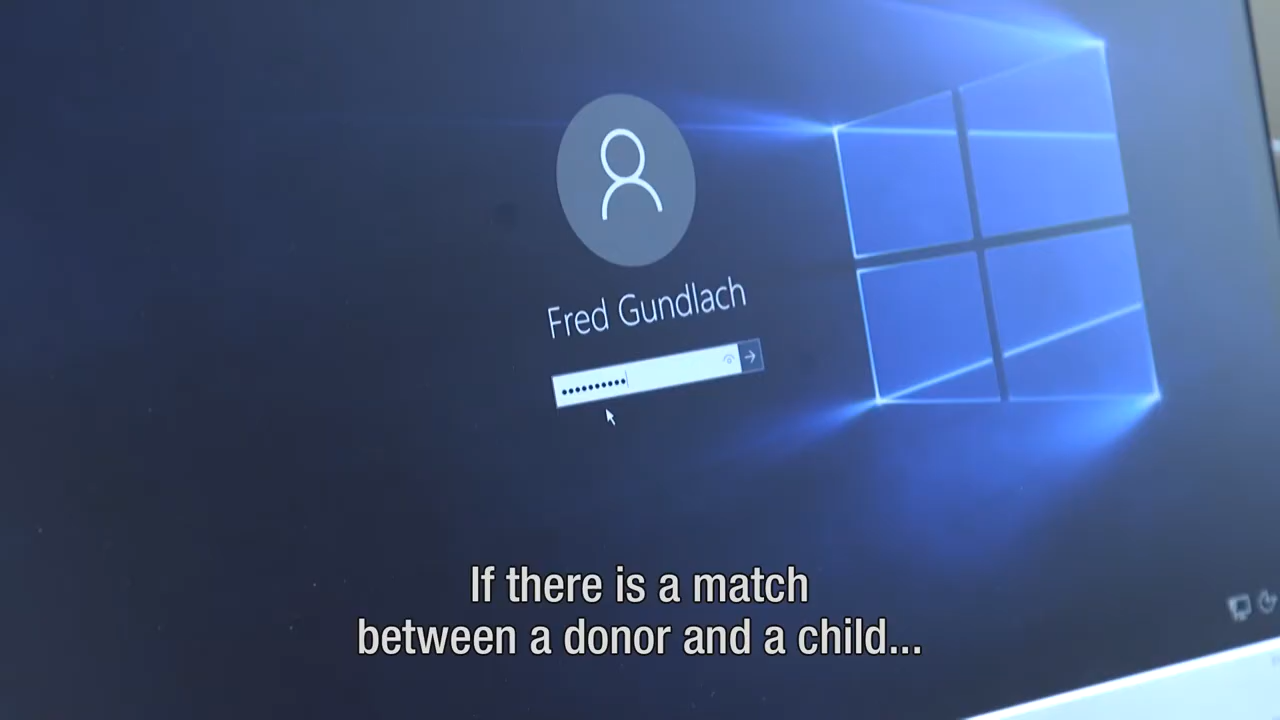 Fred Gundlach
If there is a match
between a donor and a child...